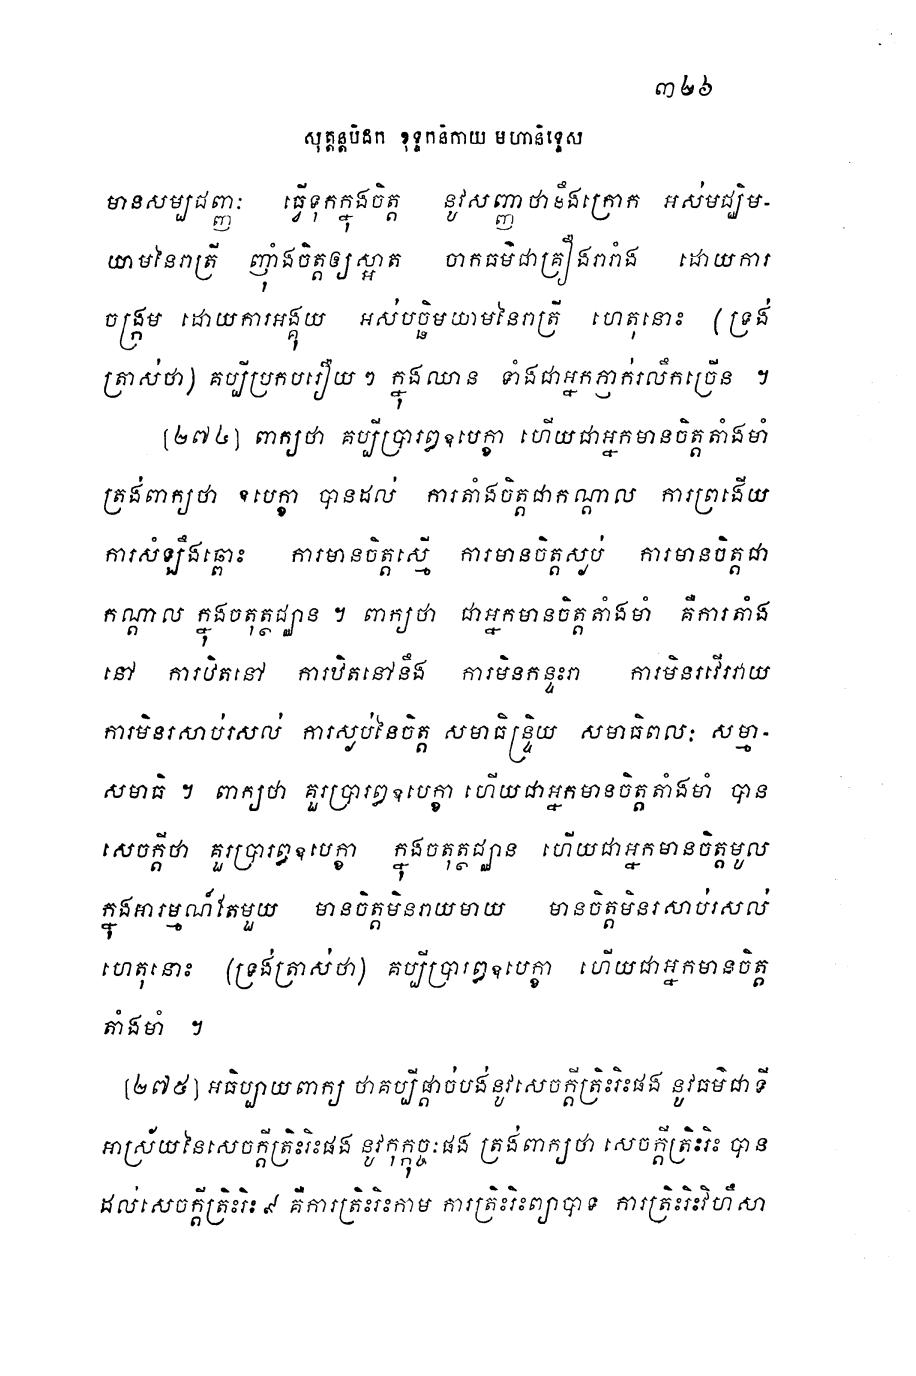 ៣២៦
សុត្តន្តបិដក ខុទ្ទកនិកាយ មហានិទ្ទេស
មានសម្បជញ្ញៈ ធ្វើទុកក្នុងចិត្ត នូវសញ្ញាថានឹងក្រោក អស់មជ្ឈិម-
យាមនៃរាត្រី ញ៉ាំងចិត្តឲ្យស្អាត ចាកធម៌ជាគ្រឿងរារាំង ដោយការ
ចង្ក្រម ដោយការអង្គុយ អស់បច្ឆិមយាមនៃរាត្រី ហេតុនោះ (ទ្រង់
ត្រាស់ថា) គប្បីប្រកបរឿយៗ ក្នុងឈាន ទាំងជាអ្នកភ្ញាក់រលឹកច្រើន ។
[២៧៤] ពាក្យថា គប្បីប្រារព្ធឧបេក្ខា ហើយជាអ្នកមានចិត្តតាំងមាំ
ត្រង់ពាក្យថា ឧបេក្ខា បានដល់ ការតាំងចិត្តជាកណ្តាល ការព្រងើយ
ការសំឡឹងឆ្ពោះ ការមានចិត្តស្មើ ការមានចិត្តស្ងប់ ការមានចិត្តជា
កណ្តាល ក្នុងចតុត្ថជ្ឈាន ។ ពាក្យថា ជាអ្នកមានចិត្តតាំងមាំ គឺការតាំង
នៅ ការឋិតនៅ ការឋិតនៅនឹង ការមិនកន្ទះរា ការមិនរវើរវាយ
ការមិនរសាប់រសល់ ការស្ងប់នៃចិត្ត សមាធិន្ទ្រិយ សមាធិពលៈ សម្មា-
សមាធិ ។ ពាក្យថា គួរប្រារព្ធឧបេក្ខា ហើយជាអ្នកមានចិត្តតាំងមាំ បាន
សេចក្តីថា គួរប្រារព្ធឧបេក្ខា ក្នុងចតុត្ថជ្ឈាន ហើយជាអ្នកមានចិត្តមូល
ក្នុងអារម្មណ៍តែមួយ មានចិត្តមិនរាយមាយ មានចិត្តមិនរសាប់រសល់
ហេតុនោះ (ទ្រង់ត្រាស់ថា) គប្បីប្រារព្ធឧបេក្ខា ហើយជាអ្នកមានចិត្ត
តាំងមាំ ។
[២៧៥] អធិប្បាយពាក្យ ថាគប្បីផ្តាច់បង់នូវសេចក្តីត្រិះរិះផង នូវធម៌ជាទី
អាស្រ័យនៃសេចក្តីត្រិះរិះផង នូវកុក្កុច្ចៈផង ត្រង់ពាក្យថា សេចក្តីត្រិះរិះ បាន
ដល់សេចក្តីត្រិះរិះ ៩ គឺការត្រិះរិះកាម ការត្រិះរិះព្យាបាទ ការត្រិះរិះវិហឹសា